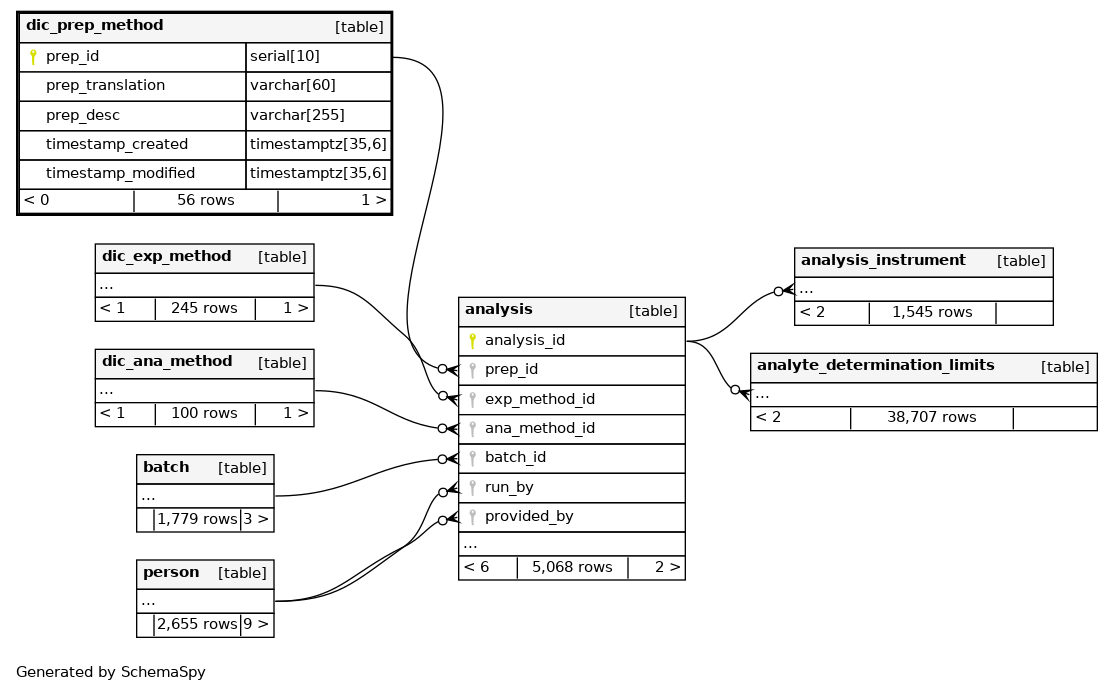 dic_prep_method [table]
prep_id serial[10]
prep_translation varchar[60]
prep_desc varchar[255]
timestamp_created timestamptz[35,6]
timestamp_modified timestamptz[35,6]
< 0 56 rows 1 >
dic_exp_method [table]
...
< 1 245 rows 1 >
dic_ana_method [table]
...
< 1 100 rows 1 >
batch [table]
...
1,779 rows 3 >
person [table]
...
2,655 rows 9 >
analysis [table]
analysis_id
prep_id
exp_method_id
ana_method_id
batch_id
run_by
provided_by
...
< 6 5,068 rows 2 >
analysis_instrument [table]
...
< 2 1,545 rows
analyte_determination_limits [table]
...
< 2 38,707 rows
Generated by SchemaSpy